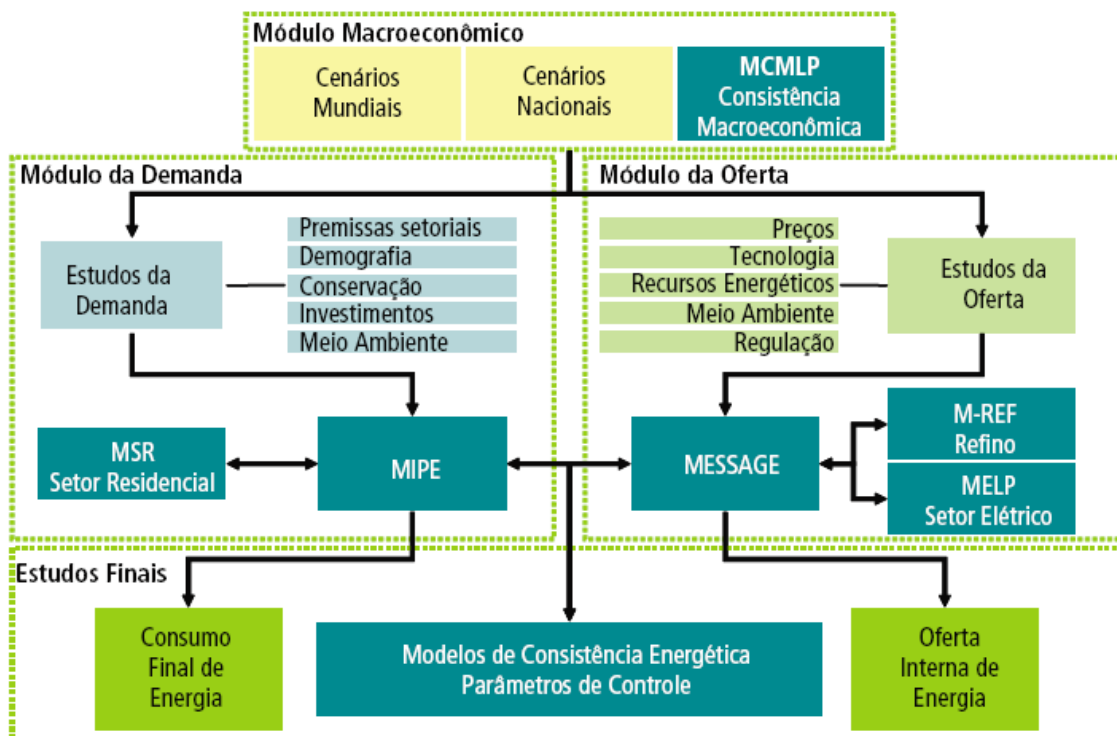 Módulo Macroeconômico
Cenários
Mundiais
Cenários
Nacionais
MCMLP
Consistência
Macroeconômica
Módulo da Demanda
Estudos da
Demanda
Premissas setoriais
Demografia
Conservação
Investimentos
Meio Ambiente
MSR
Setor Residencial
MIPE
Módulo da Oferta
Preços
Tecnologia
Recursos Energéticos
Meio Ambiente
Regulação
Estudos da
Oferta
MESSAGE
M-REF
Refino
MELP
Setor Elétrico
Estudos Finais
Consumo
Final de
Energia
Modelos de Consistência Energética
Parâmetros de Controle
Oferta
Interna de
Energia